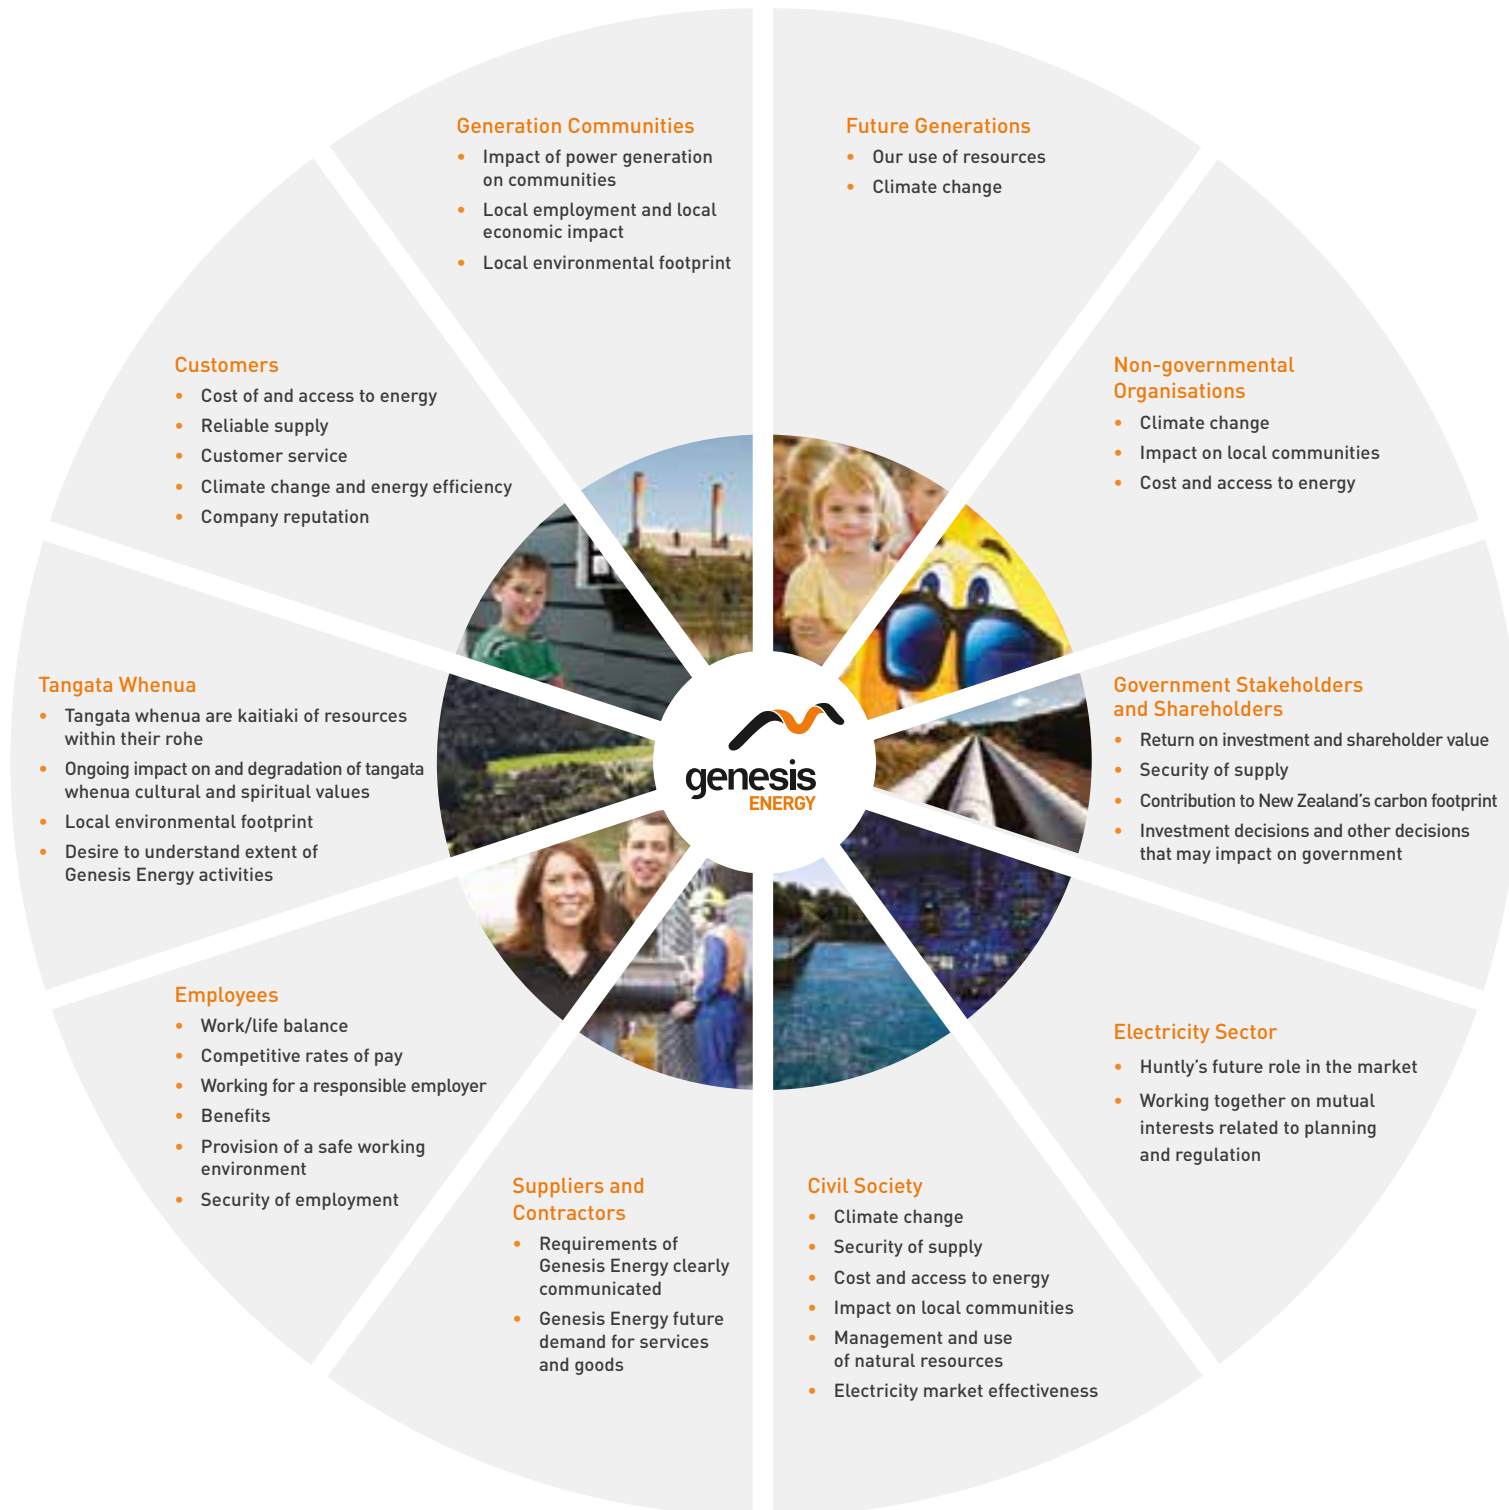 Generation Communities
• Impact of power generation
on communities
• Local employment and local
economic impact
• Local environmental footprint
Future Generations
• Our use of resources
• Climate change
Customers
• Cost of and access to energy
• Reliable supply
• Customer service
• Climate change and energy efficiency
• Company reputation
Non-governmental
Organisations
• Climate change
• Impact on local communities
• Cost and access to energy
Tangata Whenua
• Tangata whenua are kaitiaki of resources
within their rohe
• Ongoing impact on and degradation of tangata
whenua cultural and spiritual values
• Local environmental footprint
• Desire to understand extent of
Genesis Energy activities
genesis
ENERGY
Government Stakeholders
and Shareholders
• Return on investment and shareholder value
• Security of supply
• Contribution to New Zealand’s carbon footprint
• Investment decisions and other decisions
that may impact on government
Employees
• Work/life balance
• Competitive rates of pay
• Working for a responsible employer
• Benefits
• Provision of a safe working
environment
• Security of employment
Electricity Sector
• Huntly’s future role in the market
• Working together on mutual
interests related to planning
and regulation
Suppliers and
Contractors
• Requirements of
Genesis Energy clearly
communicated
• Genesis Energy future
demand for services
and goods
Civil Society
• Climate change
• Security of supply
• Cost and access to energy
• Impact on local communities
• Management and use
of natural resources
• Electricity market effectiveness